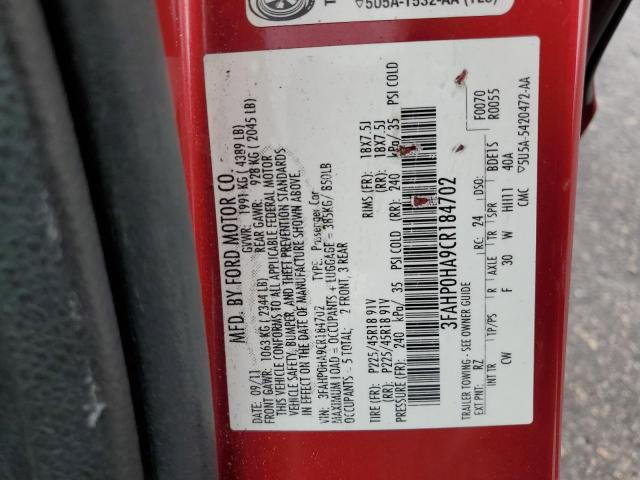 5U5A-1532-AA
MFD. BY FORD MOTOR CO.
DATE: 09/11 GVWR: 1991 KG ( 4389 LB)
FRONT GAWR: 1063 KG ( 2344 LB) REAR GAWR: 928 KG ( 2045 LB)
THIS VEHICLE CONFORMS TO ALL APPLICABLE FEDERAL MOTOR
VEHICLE SAFETY, BUMPER, AND THEFT PREVENTION STANDARDS
IN EFFECT ON THE DATE OF MANUFACTURE SHOWN ABOVE.
VIN: 3FAHP0HA9CR184702 TYPE: Passenger Car
MAXIMUM LOAD = OCCUPANTS + LUGGAGE = 385KG/ 850LB
OCCUPANTS = 5 TOTAL: 2 FRONT, 3 REAR
TIRE (FR): P225/45R18 91V RIMS (FR): 18X7.5J
(RR): P225/45R18 91V (RR): 18X7.5J
PRESSURE (FR): 240 kPa/ 35 PSI COLD (RR): 240 kPa/ 35 PSI COLD
3FAHP0HA9CR184702
TRAILER TOWING - SEE OWNER GUIDE F0070
EXT PNT: RZ RC: 24 DSO: R0055
INT TR TP/PS R AXLE TR SPR BDET5
CW F 30 W HH11 40A
CMC 5U5A-5420472-AA